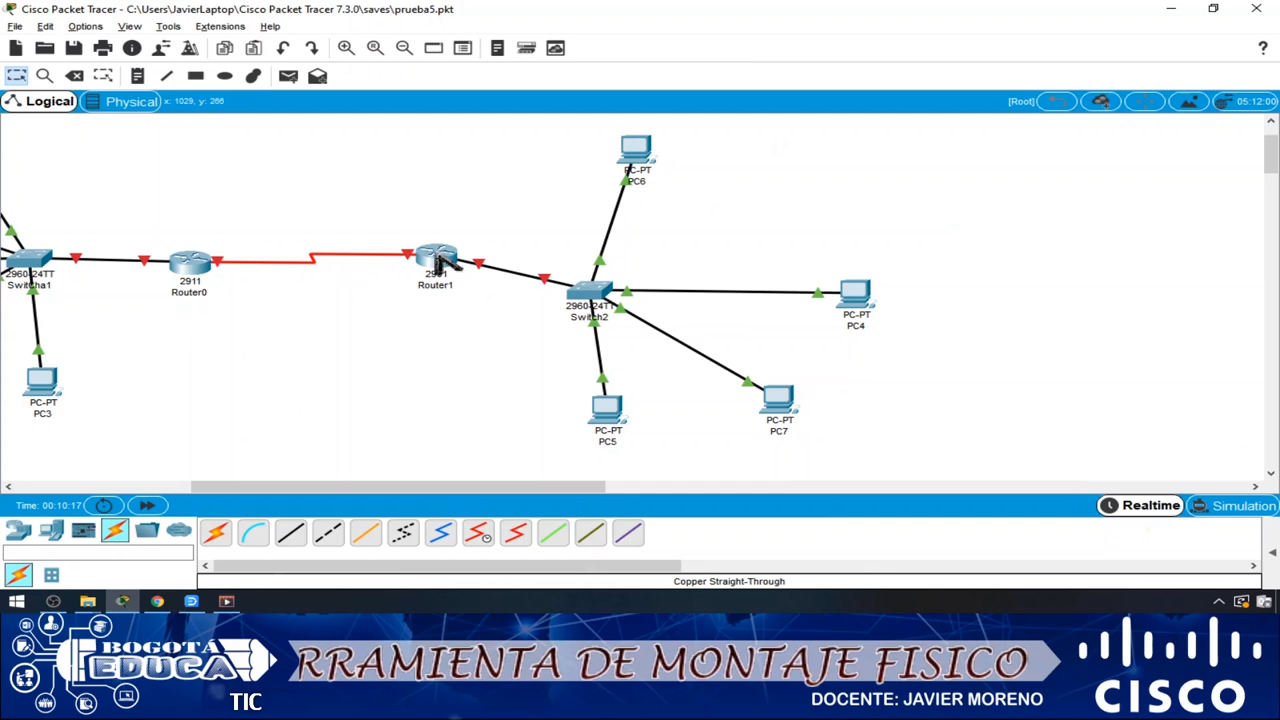 Cisco Packet Tracer - C:\Users\JavierLaptop\Cisco Packet Tracer 7.3.0\saves\prueba5.pkt
File Edit Options View Tools Extensions Help
Logical Physical x: 1029, y: 266 [Root] 05:12:00
PC-PT
PC6
2960-24TT
Switcha1
2911
Router0
Router1
2960-24TT
Switch2
PC-PT
PC4
PC-PT
PC3
PC-PT
PC5
PC-PT
PC7
Time: 00:10:17 Realtime Simulation
Copper Straight-Through
BOGOTÁ
EDUCA
TIC
RRAMIENTA DE MONTAJE FISICO
DOCENTE: JAVIER MORENO
CISCO